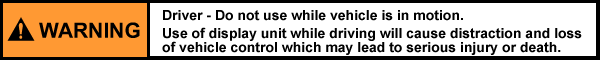 WARNING
Driver - Do not use while vehicle is in motion.
Use of display unit while driving will cause distraction and loss
of vehicle control which may lead to serious injury or death.